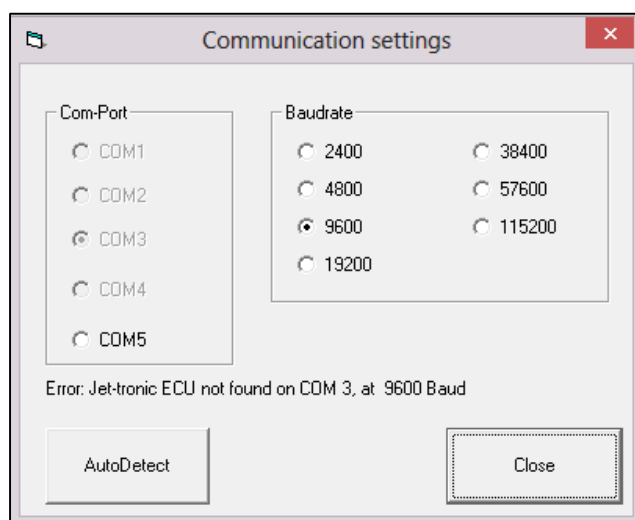 Communication settings
Com-Port
COM1
COM2
COM3
COM4
COM5
Baudrate
2400
4800
9600
19200
38400
57600
115200
Error: Jet-tronic ECU not found on COM 3, at  9600 Baud
AutoDetect
Close